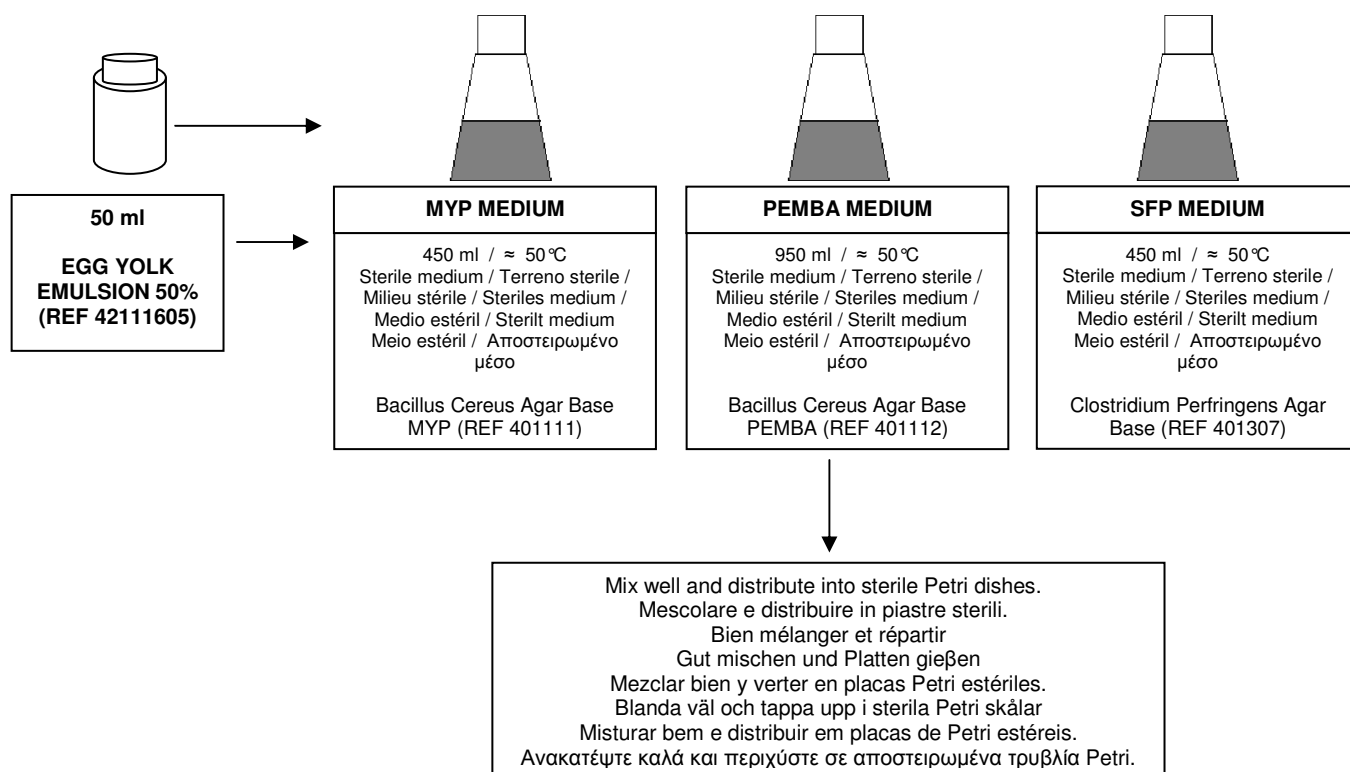 50 ml
EGG YOLK
EMULSION 50%
(REF 42111605)
MYP MEDIUM
450 ml / ≈ 50°C
Sterile medium / Terreno sterile /
Milieu stérile / Steriles medium /
Medio estéril / Sterilt medium
Meio estéril / Αποστειρωμένο
μέσο
Bacillus Cereus Agar Base
MYP (REF 401111)
PEMBA MEDIUM
950 ml / ≈ 50°C
Sterile medium / Terreno sterile /
Milieu stérile / Steriles medium /
Medio estéril / Sterilt medium
Meio estéril / Αποστειρωμένο
μέσο
Bacillus Cereus Agar Base
PEMBA (REF 401112)
SFP MEDIUM
450 ml / ≈ 50°C
Sterile medium / Terreno sterile /
Milieu stérile / Steriles medium /
Medio estéril / Sterilt medium
Meio estéril / Αποστειρωμένο
μέσο
Clostridium Perfringens Agar
Base (REF 401307)
Mix well and distribute into sterile Petri dishes.
Mescolare e distribuire in piastre sterili.
Bien mélanger et répartir
Gut mischen und Platten gieβen
Mezclar bien y verter en placas Petri estériles.
Blanda väl och tappa upp i sterila Petri skålar
Misturar bem e distribuir em placas de Petri estéreis.
Ανακατέψτε καλά και περιχύστε σε αποστειρωμένα τρυβλία Petri.